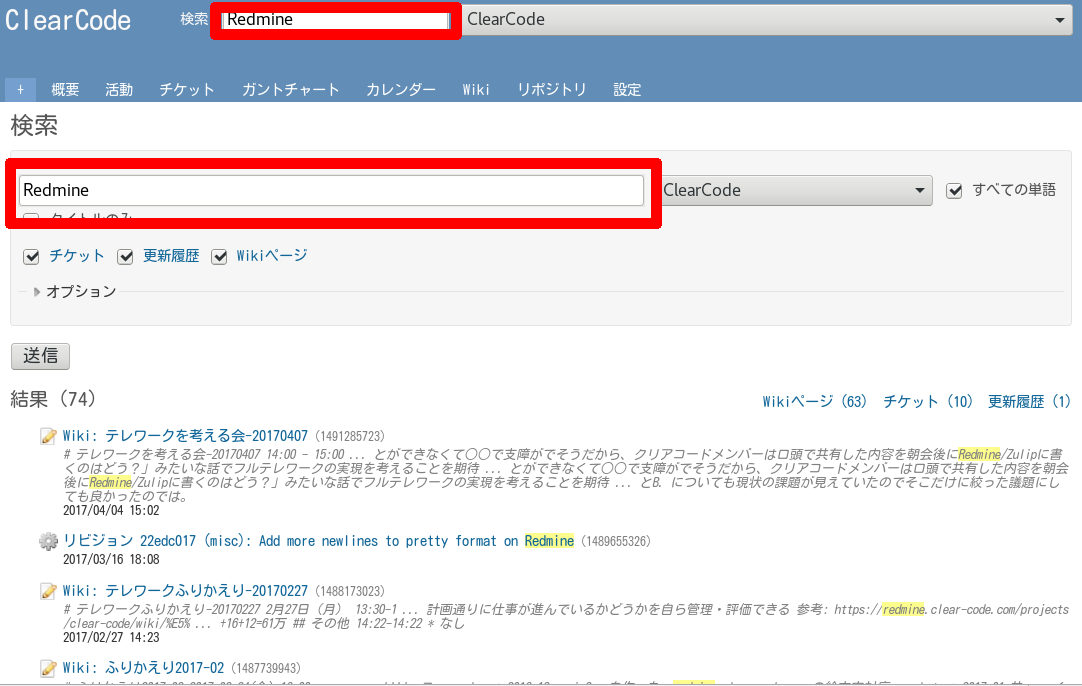 ClearCode 検索 Redmine ClearCode
+ 概要 活動 チケット ガントチャート カレンダー Wiki リポジトリ 設定
検索
Redmine ClearCode すべての単語
タイトルのみ
チケット 更新履歴 Wikiページ
オプション
送信
結果 (74) Wikiページ (63) チケット (10) 更新履歴 (1)
Wiki: テレワークを考える会-20170407 (1491285723)
# テレワークを考える会-20170407 14:00 - 15:00 ... とができなくて〇〇で支障がでそうだから、クリアコードメンバーは口頭で共有した内容を朝会後にRedmine/Zulipに書
くのはどう？」みたいな話でフルテレワークの実現を考えることを期待 ... とができなくて〇〇で支障がでそうだから、クリアコードメンバーは口頭で共有した内容を朝会
後にRedmine/Zulipに書くのはどう？」みたいな話でフルテレワークの実現を考えることを期待 ... とB. についても現状の課題が見えていたのでそこだけに絞った議題にし
ても良かったのでは。
2017/04/04 15:02
リビジョン 22edc017 (misc): Add more newlines to pretty format on Redmine (1489655326)
2017/03/16 18:08
Wiki: テレワークふりかえり-20170227 (1488173023)
# テレワークふりかえり-20170227 2月27日（月） 13:30-1 ... 計画通りに仕事が進んでいるかどうかを自ら管理・評価できる 参考: https://redmine.clear-code.com/projects
/clear-code/wiki/%E5% ... +16+12=61万 ## その他 14:22-14:22 * なし
2017/02/27 14:23
Wiki: ふりかえり2017-02 (1487739943)